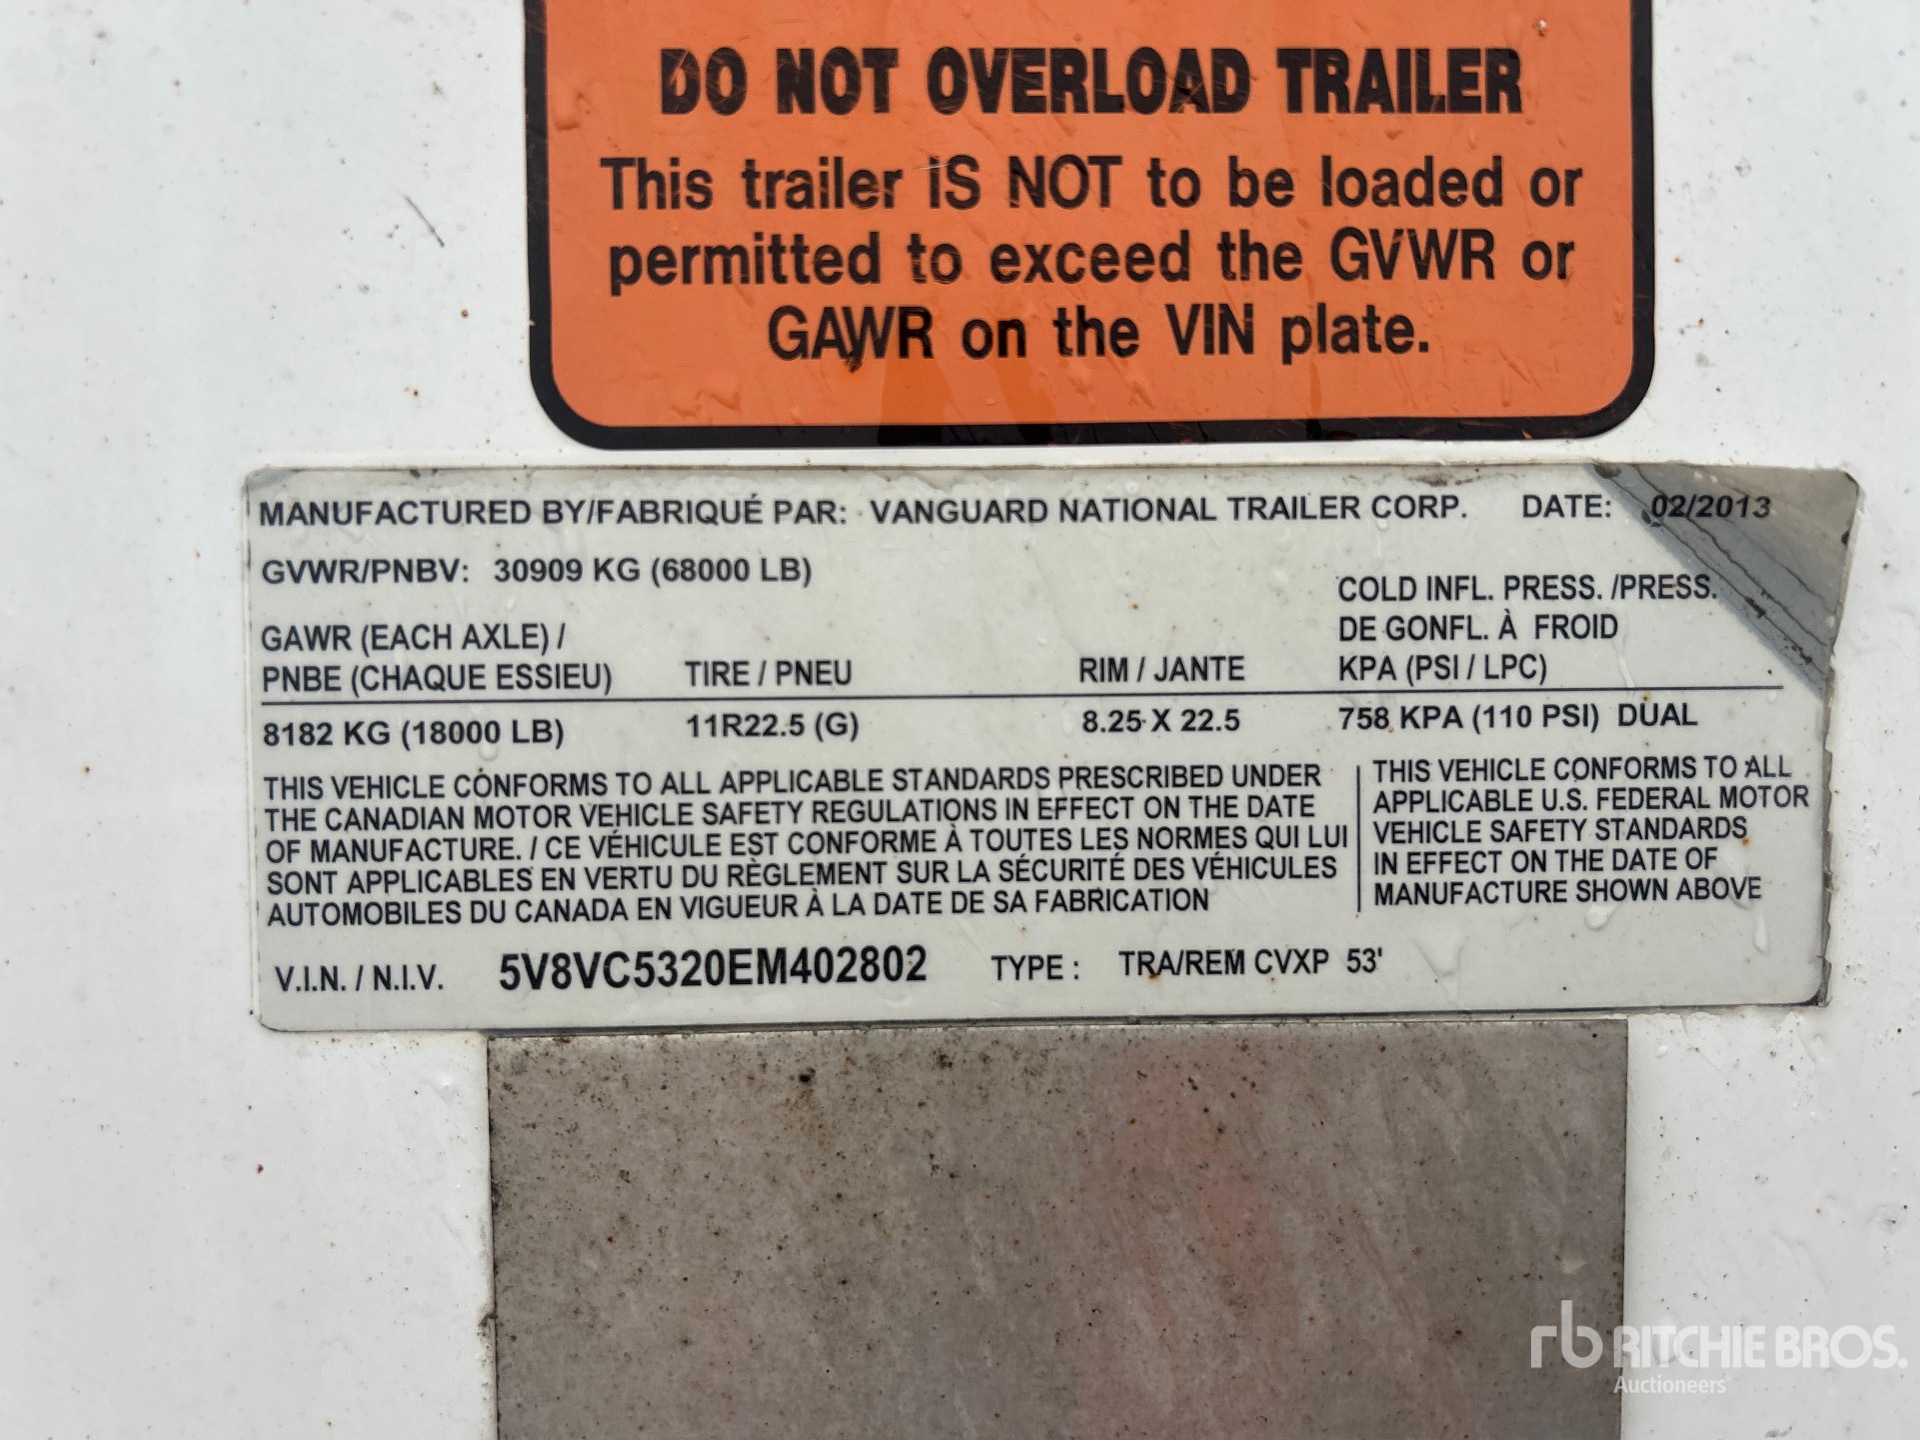 DO NOT OVERLOAD TRAILER
This trailer IS NOT to be loaded or
permitted to exceed the GVWR or
GAWR on the VIN plate.
MANUFACTURED BY/FABRIQUÉ PAR: VANGUARD NATIONAL TRAILER CORP. DATE: 02/2013
GVWR/PNBV: 30909 KG (68000 LB)
GAWR (EACH AXLE) /
PNBE (CHAQUE ESSIEU)
TIRE / PNEU
RIM / JANTE
COLD INFL. PRESS. /PRESS.
DE GONFL. À FROID
KPA (PSI / LPC)
8182 KG (18000 LB) 11R22.5 (G) 8.25 X 22.5 758 KPA (110 PSI) DUAL
THIS VEHICLE CONFORMS TO ALL APPLICABLE STANDARDS PRESCRIBED UNDER
THE CANADIAN MOTOR VEHICLE SAFETY REGULATIONS IN EFFECT ON THE DATE
OF MANUFACTURE. / CE VÉHICULE EST CONFORME À TOUTES LES NORMES QUI LUI
SONT APPLICABLES EN VERTU DU RÈGLEMENT SUR LA SÉCURITÉ DES VÉHICULES
AUTOMOBILES DU CANADA EN VIGUEUR À LA DATE DE SA FABRICATION
THIS VEHICLE CONFORMS TO ALL
APPLICABLE U.S. FEDERAL MOTOR
VEHICLE SAFETY STANDARDS
IN EFFECT ON THE DATE OF
MANUFACTURE SHOWN ABOVE
V.I.N. / N.I.V. 5V8VC5320EM402802 TYPE : TRA/REM CVXP 53'
rb RITCHIE BROS.
Auctioneers